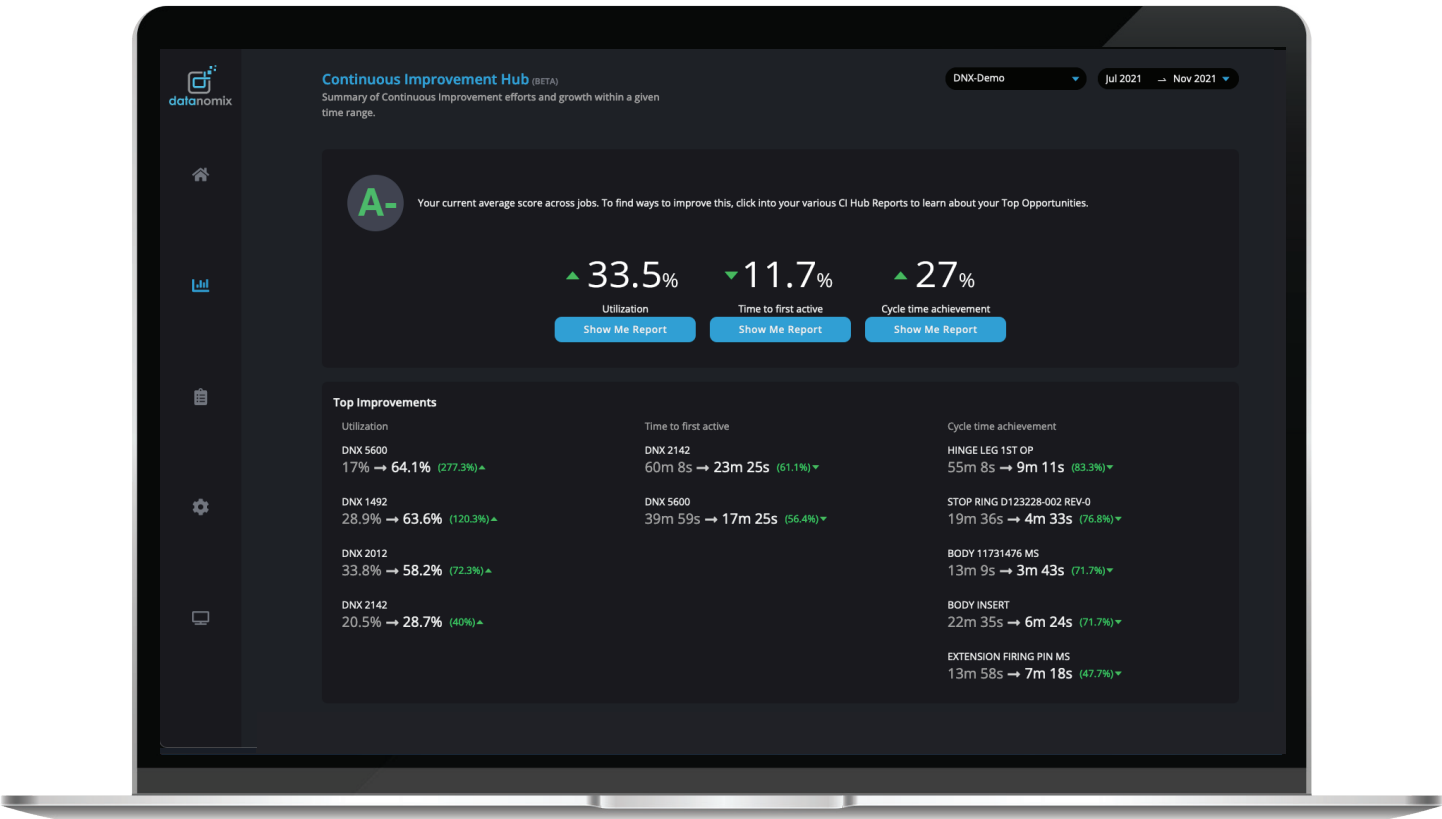 datanomix
Continuous Improvement Hub (BETA)
Summary of Continuous Improvement efforts and growth within a given
time range.
DNX-Demo
Jul 2021 → Nov 2021
A-
Your current average score across jobs. To find ways to improve this, click into your various CI Hub Reports to learn about your Top Opportunities.
▲ 33.5%
Utilization
Show Me Report
▼ 11.7%
Time to first active
Show Me Report
▲ 27%
Cycle time achievement
Show Me Report
Top Improvements
Utilization
DNX 5600
17% → 64.1% (277.3%)▲
DNX 1492
28.9% → 63.6% (120.3%)▲
DNX 2012
33.8% → 58.2% (72.3%)▲
DNX 2142
20.5% → 28.7% (40%)▲
Time to first active
DNX 2142
60m 8s → 23m 25s (61.1%)▼
DNX 5600
39m 59s → 17m 25s (56.4%)▼
Cycle time achievement
HINGE LEG 1ST OP
55m 8s → 9m 11s (83.3%)▼
STOP RING D123228-002 REV-0
19m 36s → 4m 33s (76.8%)▼
BODY 11731476 MS
13m 9s → 3m 43s (71.7%)▼
BODY INSERT
22m 35s → 6m 24s (71.7%)▼
EXTENSION FIRING PIN MS
13m 58s → 7m 18s (47.7%)▼